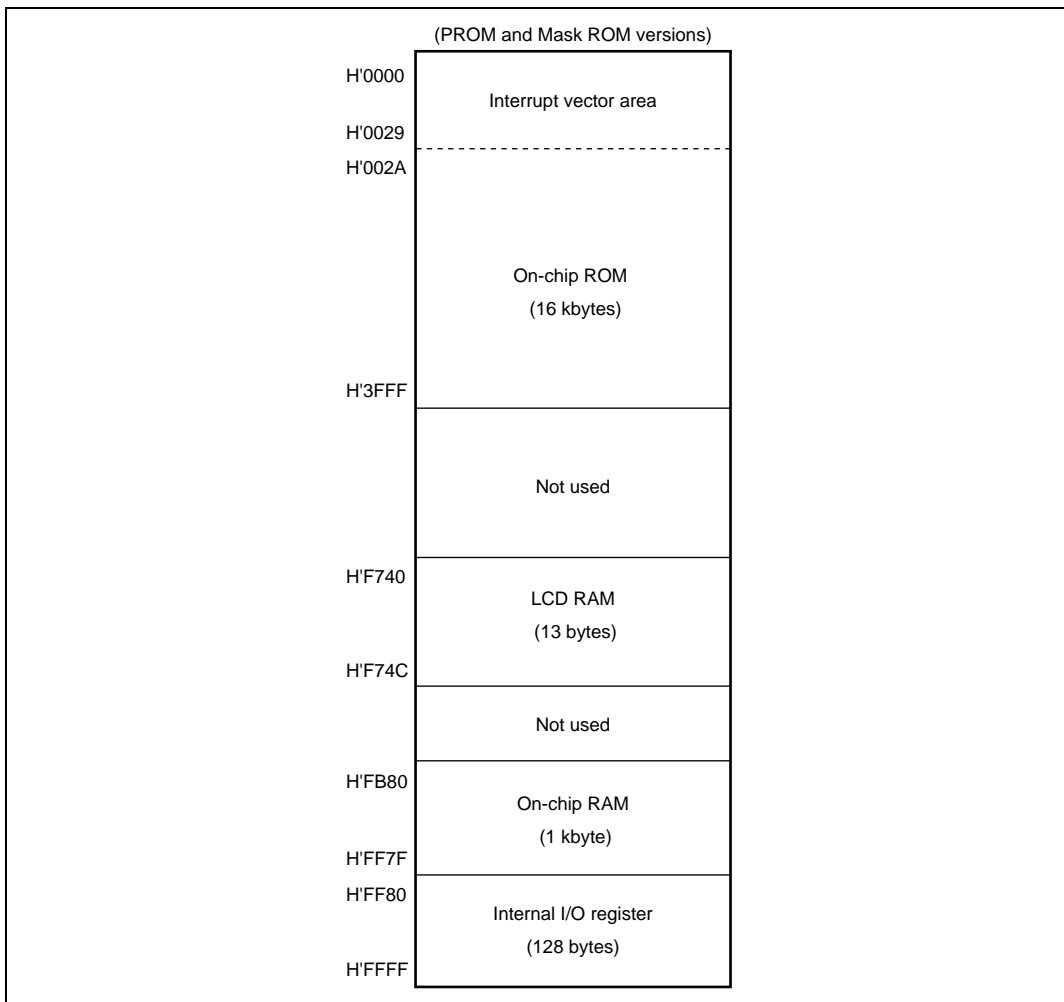 (PROM and Mask ROM versions)
H'0000
Interrupt vector area
H'0029
H'002A
On-chip ROM
(16 kbytes)
H'3FFF
Not used
H'F740
LCD RAM
(13 bytes)
H'F74C
Not used
H'FB80
On-chip RAM
(1 kbyte)
H'FF7F
H'FF80
Internal I/O register
(128 bytes)
H'FFFF